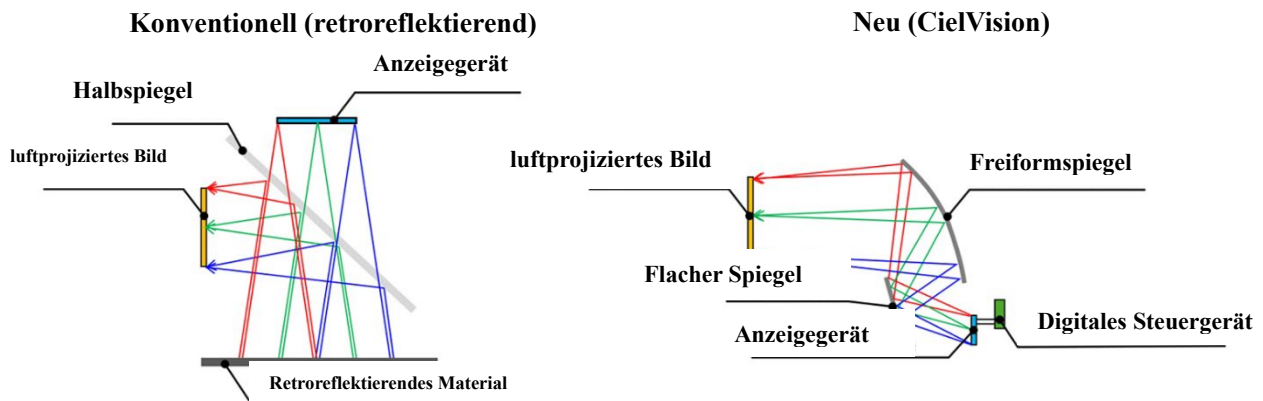 Konventionell (retroreflektierend)
Anzeigegerät
Halbspiegel
luftprojiziertes Bild
Retroreflektierendes Material
Neu (CielVision)
luftprojiziertes Bild
Freiformspiegel
Flacher Spiegel
Anzeigegerät
Digitales Steuergerät